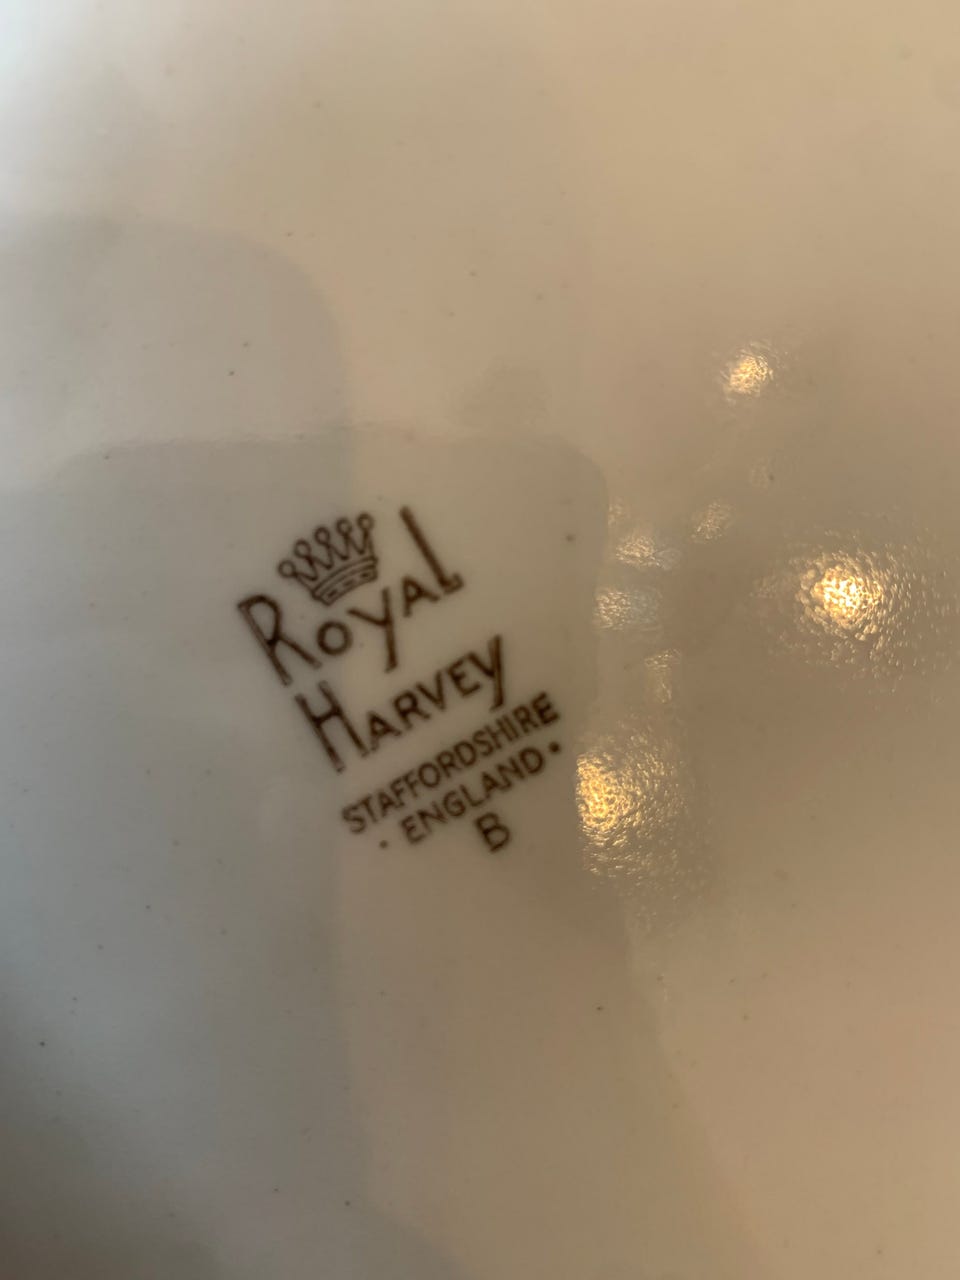 Royal
HARVEY
STAFFORDSHIRE
• ENGLAND •
B